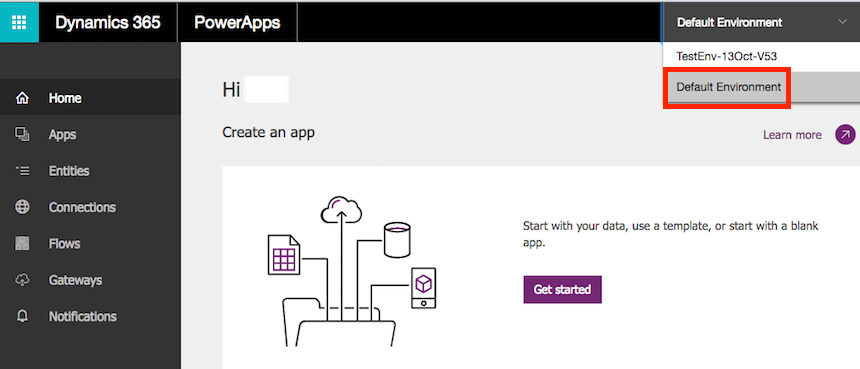 Dynamics 365
PowerApps
Default Environment
TestEnv-13Oct-V53
Default Environment
Home
Apps
Entities
Connections
Flows
Gateways
Notifications
Hi
Create an app
Learn more
Start with your data, use a template, or start with a blank
app.
Get started